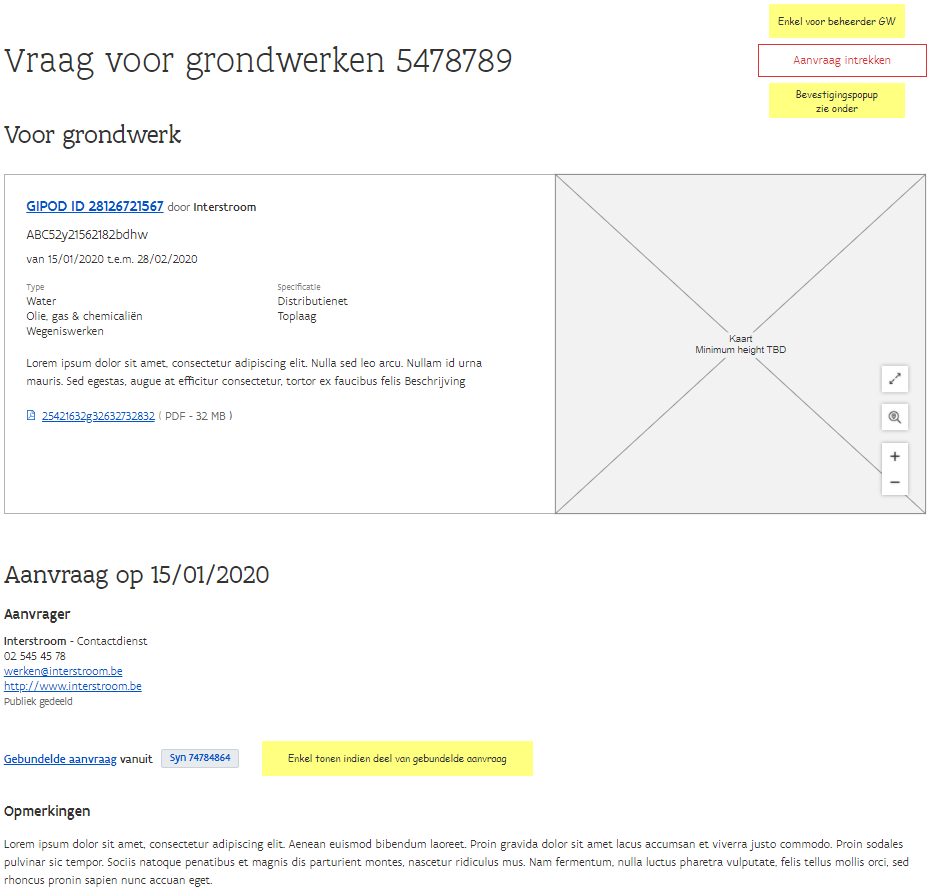 Enkel voor beheerder GW
Vraag voor grondwerken 5478789
Aanvraag intrekken
Bevestigingspopup
zie onder
Voor grondwerk
GIPOD ID 28126721567 door Interstroom
ABC52y21562182bdhw
van 15/01/2020 t.e.m. 28/02/2020
Type
Water
Olie, gas & chemicaliën
Wegeniswerken
Specificatie
Distributienet
Toplaag
Lorem ipsum dolor sit amet, consectetur adipiscing elit. Nulla sed leo arcu. Nullam id urna
mauris. Sed egestas, augue at efficitur consectetur, tortor ex faucibus felis Beschrijving
25421632g32632732832 ( PDF - 32 MB )
Kaart
Minimum height TBD
+
−
Aanvraag op 15/01/2020
Aanvrager
Interstroom - Contactdienst
02 545 45 78
werken@interstroom.be
http://www.interstroom.be
Publiek gedeeld
Gebundelde aanvraag vanuit Syn 74784864
Enkel tonen indien deel van gebundelde aanvraag
Opmerkingen
Lorem ipsum dolor sit amet, consectetur adipiscing elit. Aenean euismod bibendum laoreet. Proin gravida dolor sit amet lacus accumsan et viverra justo commodo. Proin sodales
pulvinar sic tempor. Sociis natoque penatibus et magnis dis parturient montes, nascetur ridiculus mus. Nam fermentum, nulla luctus pharetra vulputate, felis tellus mollis orci, sed
rhoncus pronin sapien nunc accuan eget.